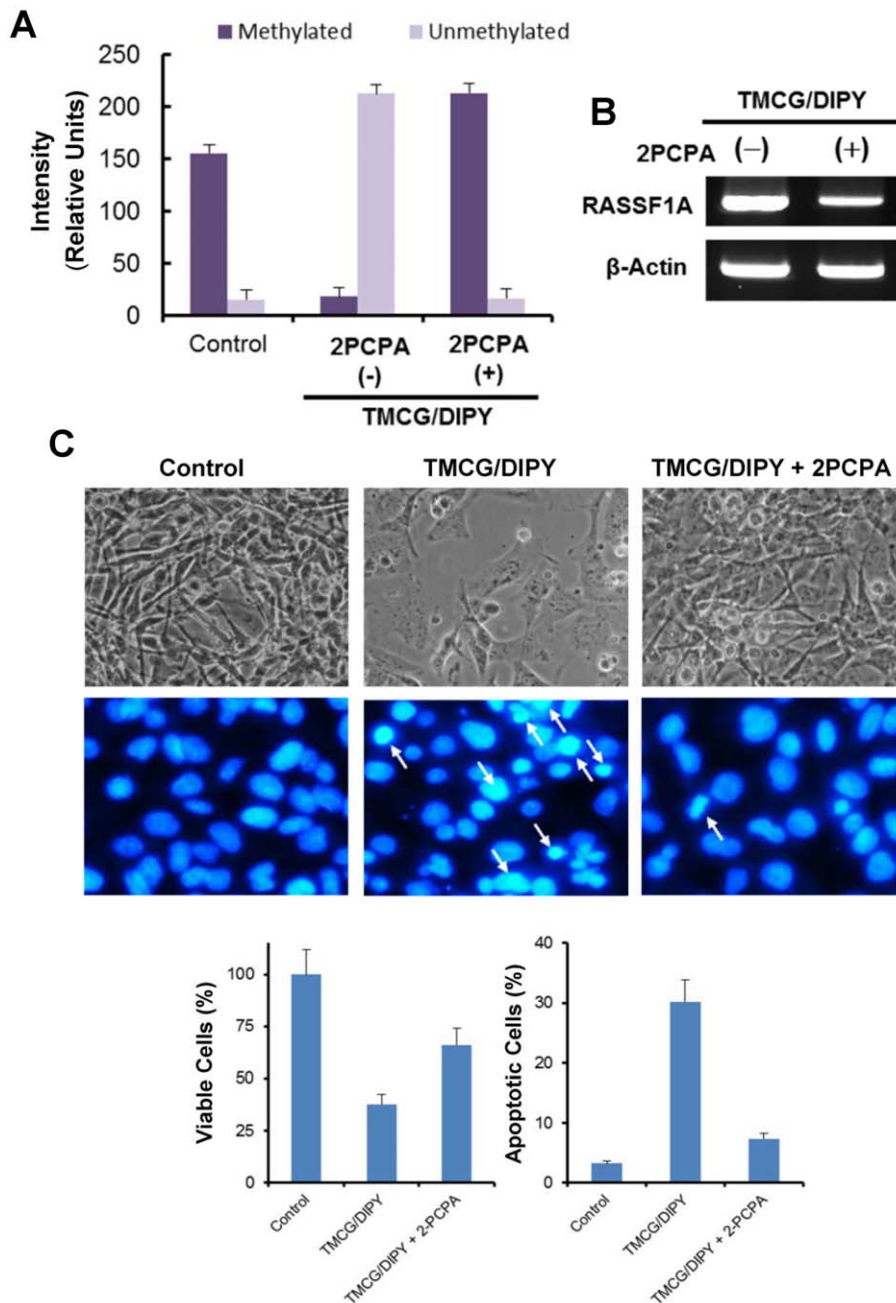 A
Methylated
Unmethylated
250
200
150
100
50
0
Intensity
(Relative Units)
Control
2PCPA
(-)
2PCPA
(+)
TMCG/DIPY
B
TMCG/DIPY
2PCPA (−) (+)
RASSF1A
β-Actin
C
Control TMCG/DIPY TMCG/DIPY + 2PCPA
Viable Cells (%)
100
75
50
25
0
Control
TMCG/DIPY
TMCG/DIPY + 2-PCPA
Apoptotic Cells (%)
40
30
20
10
0
Control
TMCG/DIPY
TMCG/DIPY + 2-PCPA